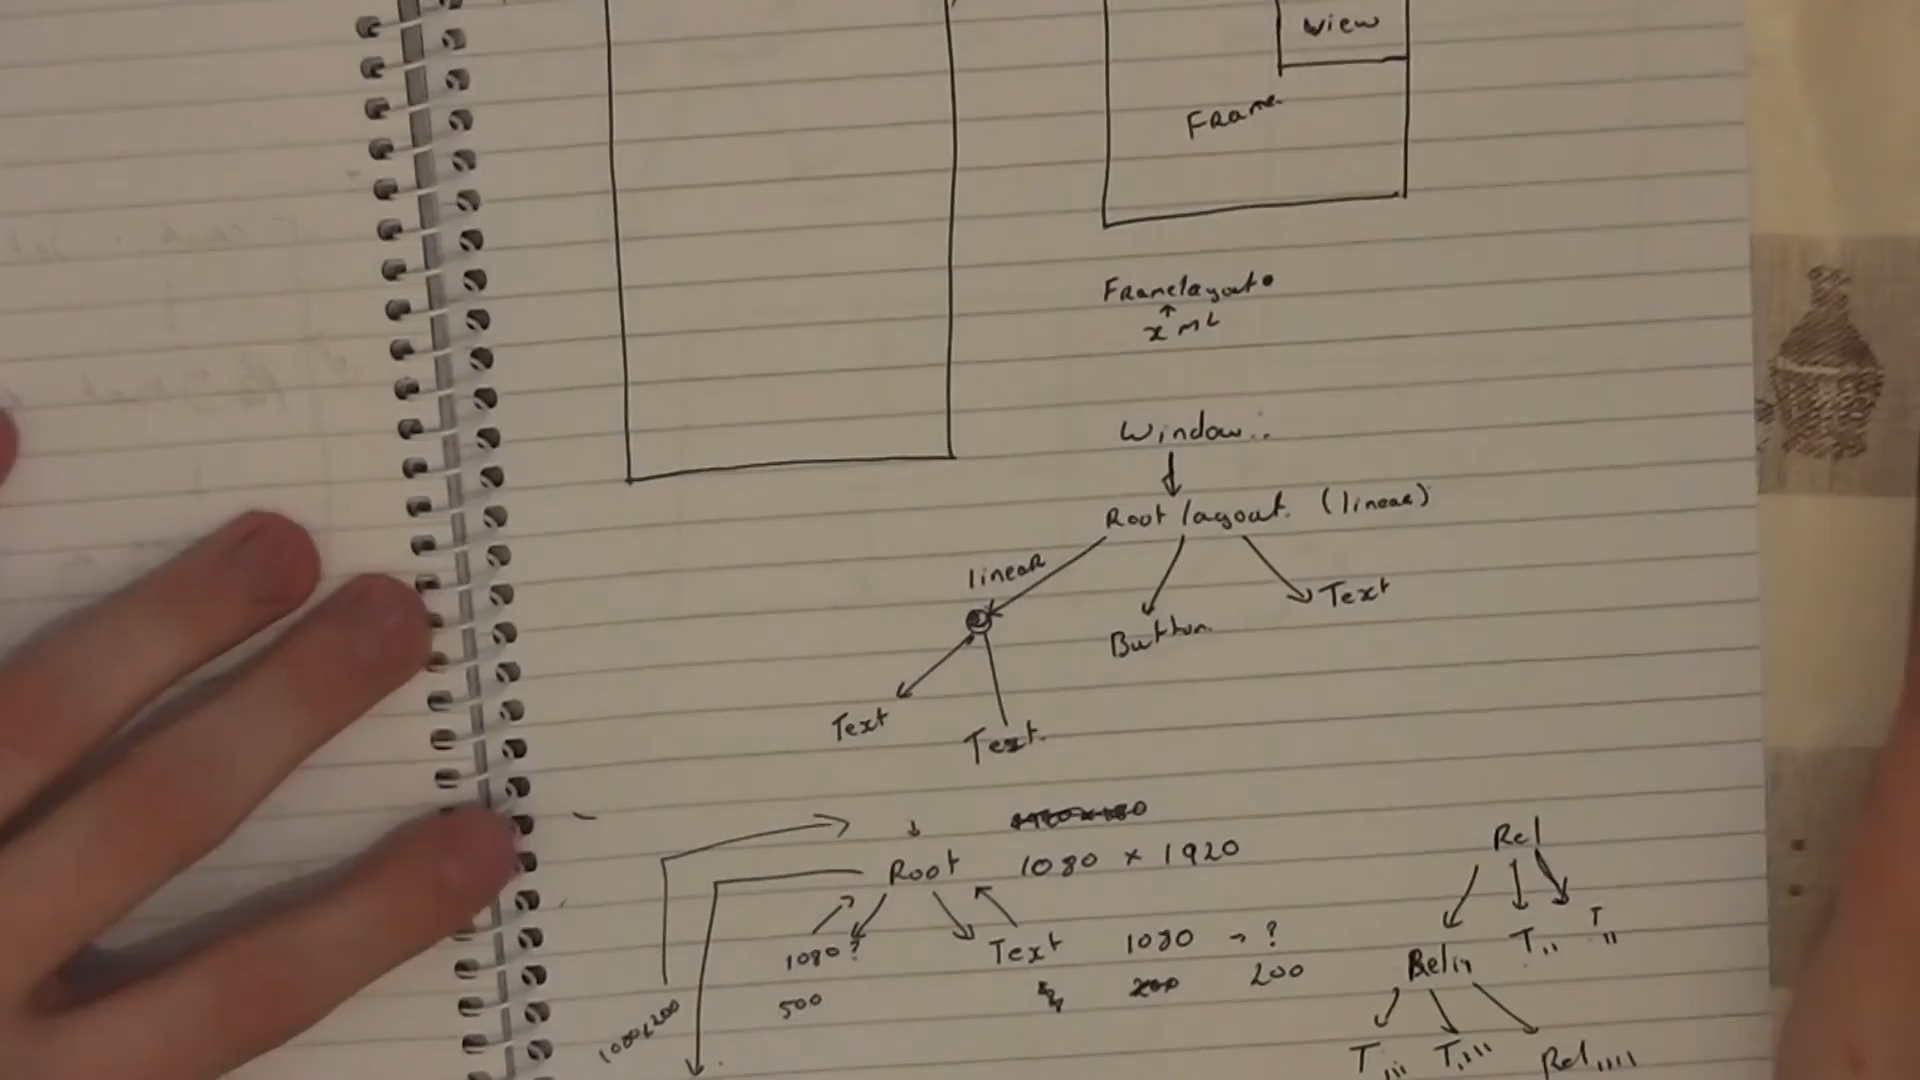 View
Frame
Framelayout
xML
Window..
Root layout. (linear)
linear
Button
Text
Text
Text.
Root 1080 × 1920
1080?
500
Text 1080 → ?
200
Rel
T,,
T,,
T,,, T,,,, Rel,,,,